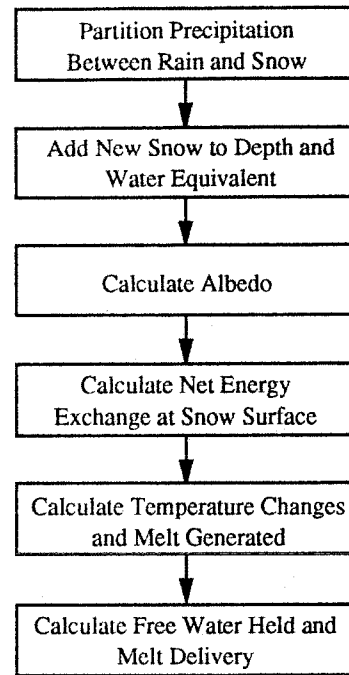 Partition Precipitation
Between Rain and Snow
Add New Snow to Depth and
Water Equivalent
Calculate Albedo
Calculate Net Energy
Exchange at Snow Surface
Calculate Temperature Changes
and Melt Generated
Calculate Free Water Held and
Melt Delivery